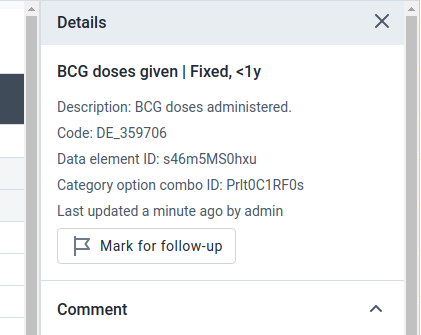 Details
BCG doses given | Fixed, <1y
Description: BCG doses administered.
Code: DE_359706
Data element ID: s46m5MS0hxu
Category option combo ID: Prlt0C1RF0s
Last updated a minute ago by admin
Mark for follow-up
Comment